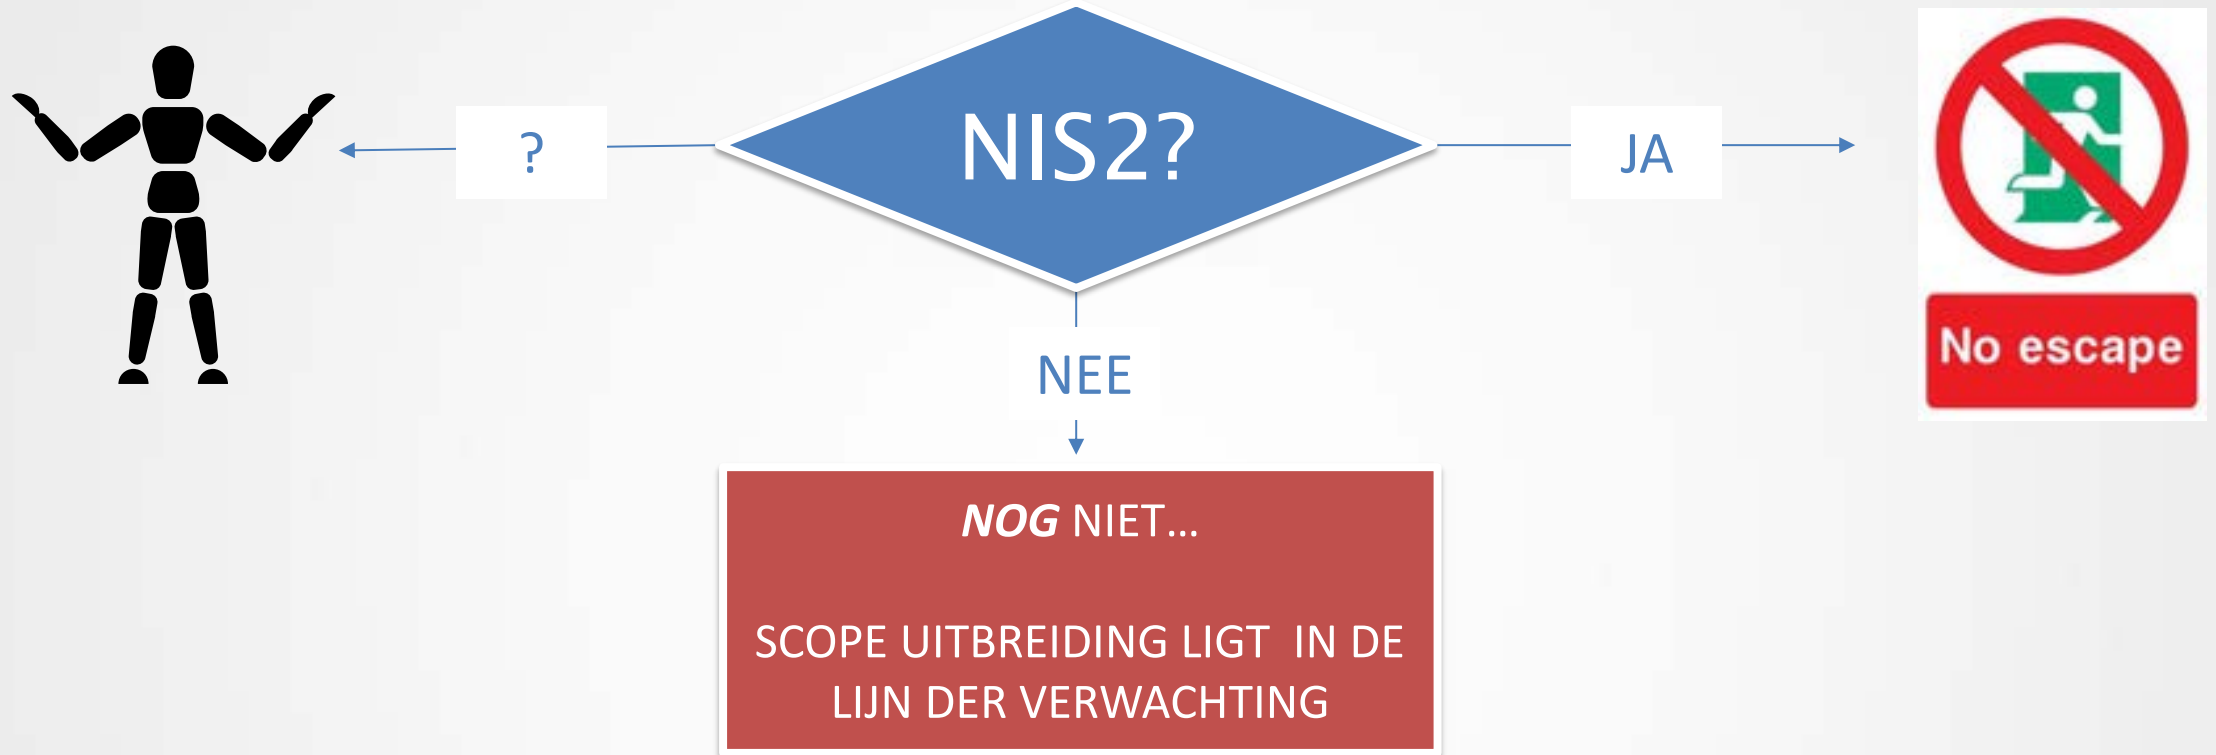 NIS2?
?
JA
No escape
NEE
NOG NIET...
SCOPE UITBREIDING LIGT  IN DE
LIJN DER VERWACHTING